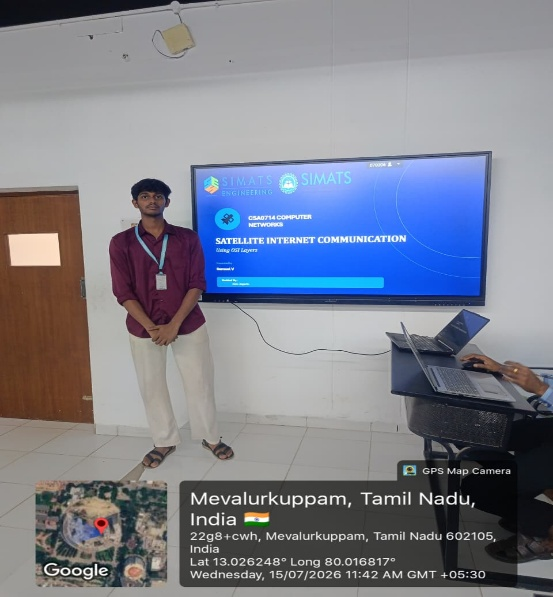 SIMATS
ENGINEERING
SIMATS
CSA0714 COMPUTER
NETWORKS
SATELLITE INTERNET COMMUNICATION
Using OSI Layers
GPS Map Camera
Mevalurkuppam, Tamil Nadu,
India
22g8+cwh, Mevalurkuppam, Tamil Nadu 602105,
India
Lat 13.026248° Long 80.016817°
Wednesday, 15/07/2026 11:42 AM GMT +05:30
Google